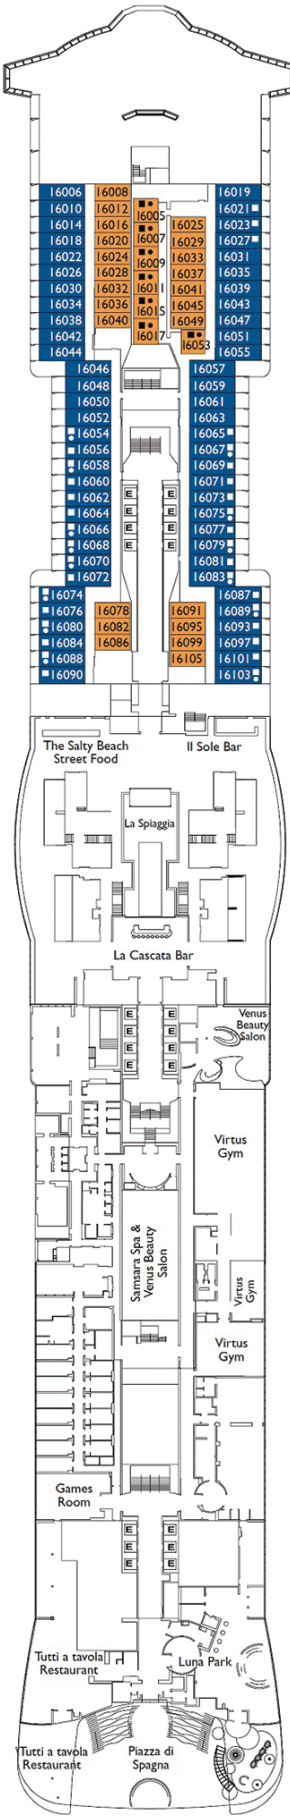 16006 16008 16019
16010 16012 16005 16021
16014 16016 16025 16023
16018 16020 16007 16029 16027
16022 16024 16009 16033 16031
16026 16028 16037 16035
16030 16032 16011 16041 16039
16034 16036 16015 16045 16043
16038 16040 16049 16047
16042 16017 16053 16051
16044 16055
16046 16057
16048 16059
16050 16061
16052 16063
16054 16065
16056 16067
16058 16069
16060 16071
E E
16062 16073
E E
16064 16075
E E
16066 16077
16068 16079
E E
16070 16081
16072 16083
16074 16087
16076 16078 16091 16089
16080 16082 16095 16093
16084 16086 16099 16097
16088 16105 16101
16090 16103
The Salty Beach
Street Food
Il Sole Bar
La Spiaggia
La Cascata Bar
E E
E E
E E
E E
Venus
Beauty
Salon
Virtus
Gym
Samsara Spa &
Venus Beauty
Salon
Virtus
Gym
Virtus
Gym
Games
Room
E E
E E
E E
Tutti a tavola
Restaurant
Luna Park
Tutti a tavola
Restaurant
Piazza di
Spagna